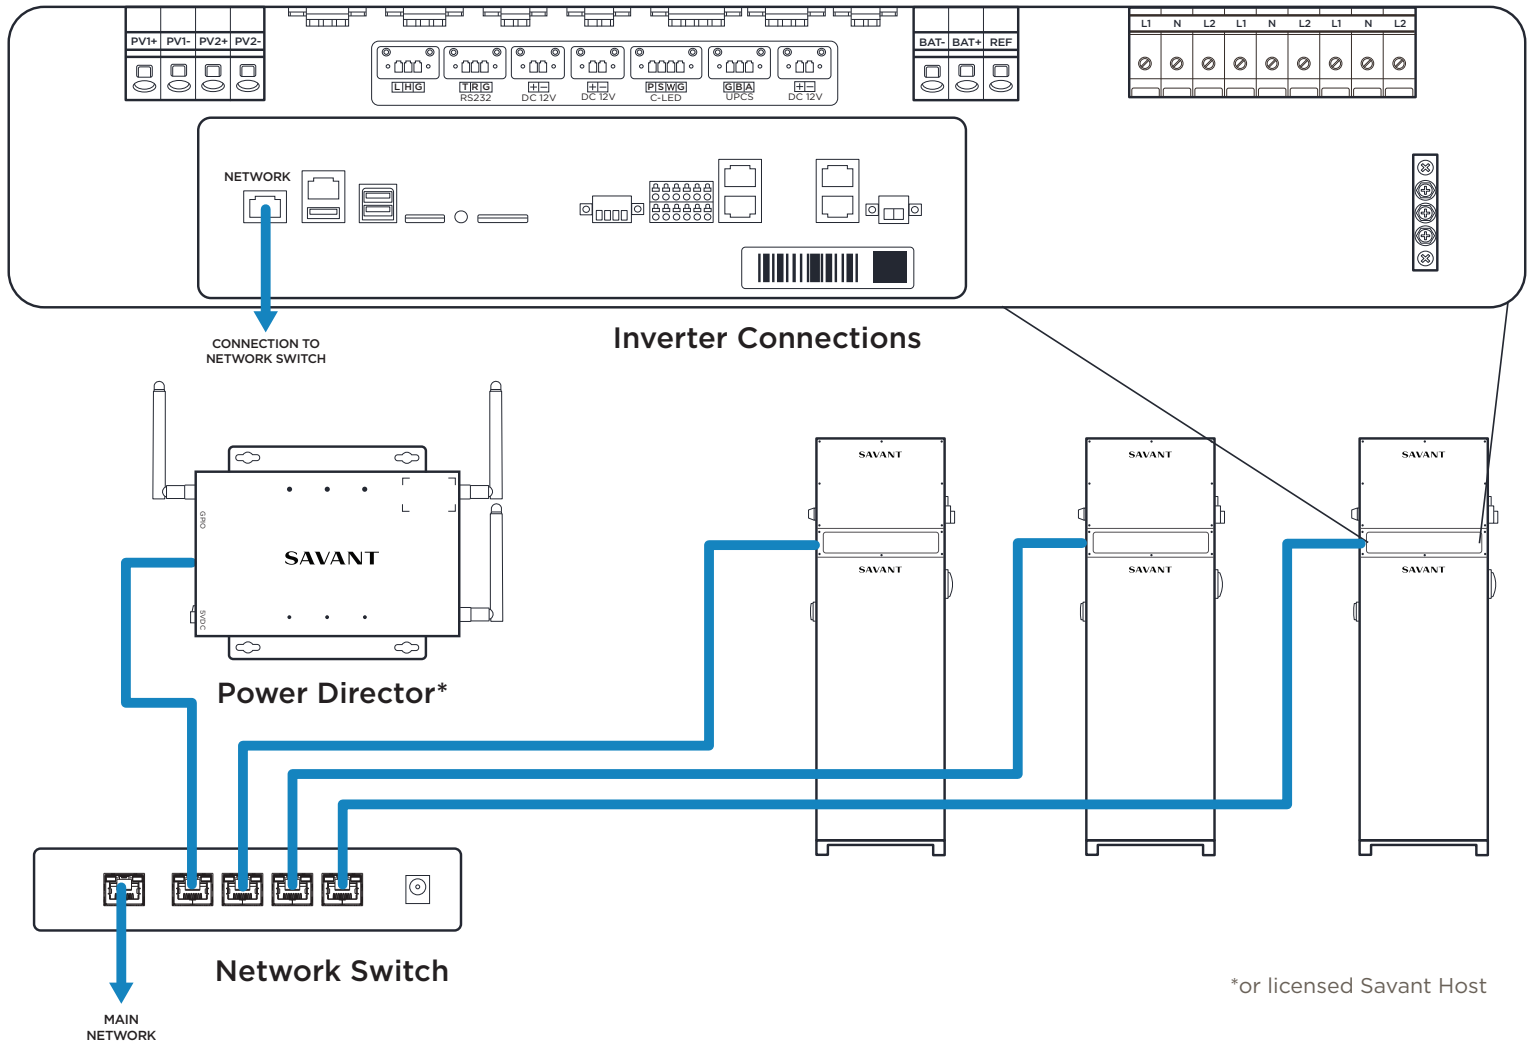 PV1+ PV1- PV2+ PV2-
BAT- BAT+ REF
L1 N L2 L1 N L2 L1 N L2
L H G
T R G
RS232
+ -
DC 12V
+ -
DC 12V
P S W G
C-LED
G B A
UPCS
+ -
DC 12V
NETWORK
CONNECTION TO
NETWORK SWITCH
Inverter Connections
GPIO
SAVANT
5VDC
Power Director*
SAVANT
SAVANT
SAVANT
SAVANT
SAVANT
SAVANT
Network Switch
MAIN
NETWORK
*or licensed Savant Host